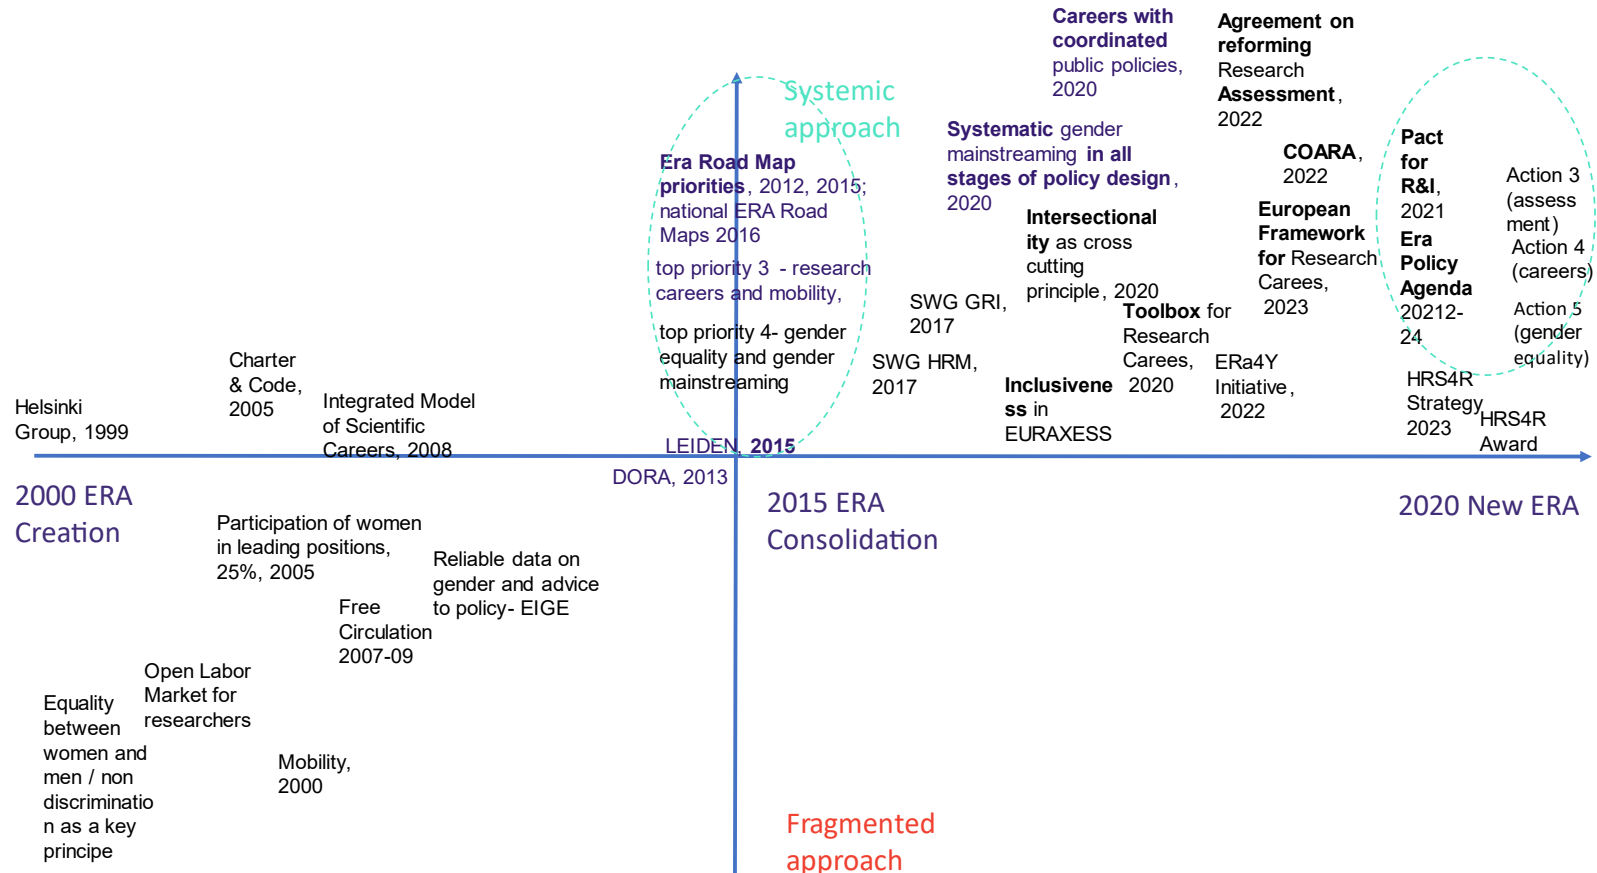 Careers with
coordinated
public policies,
2020
Agreement on
reforming
Research
Assessment,
2022
Systemic
approach
Systematic gender
mainstreaming in all
stages of policy design,
2020
COARA,
2022
Pact
for
R&I,
2021
Era
Policy
Agenda
20212-
24
Action 3
(assess
ment)
Action 4
(careers)
Action 5
(gender
equality)
Era Road Map
priorities, 2012, 2015;
national ERA Road
Maps 2016
top priority 3 - research
careers and mobility,
top priority 4- gender
equality and gender
mainstreaming
Intersectional
ity as cross
cutting
principle, 2020
European
Framework
for Research
Carees,
2023
SWG GRI,
2017
SWG HRM,
2017
Toolbox for
Research
Carees,
2020
Inclusivene
ss in
EURAXESS
ERa4Y
Initiative,
2022
HRS4R
Strategy
2023
HRS4R
Award
Helsinki
Group, 1999
Charter
& Code,
2005
Integrated Model
of Scientific
Careers, 2008
LEIDEN, 2015
DORA, 2013
2000 ERA
Creation
2015 ERA
Consolidation
2020 New ERA
Participation of women
in leading positions,
25%, 2005
Reliable data on
gender and advice
to policy- EIGE
Free
Circulation
2007-09
Open Labor
Market for
researchers
Equality
between
women and
men / non
discriminatio
n as a key
principe
Mobility,
2000
Fragmented
approach